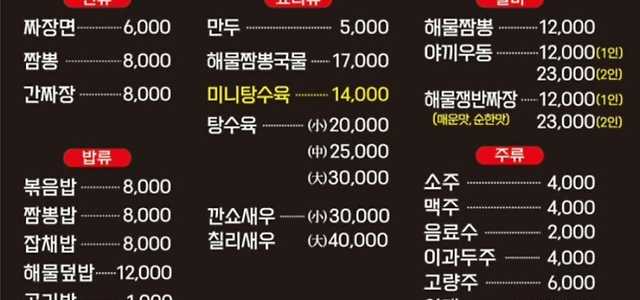 짜장면 6,000
짬뽕 8,000
간짜장 8,000
밥류
볶음밥 8,000
짬뽕밥 8,000
잡채밥 8,000
해물덮밥 12,000
요리류
만두 5,000
해물짬뽕국물 17,000
미니탕수육 14,000
탕수육 (小)20,000
(中)25,000
(大)30,000
깐쇼새우 (小)30,000
칠리새우 (大)40,000
해물짬뽕 12,000
야끼우동 12,000(1인)
23,000(2인)
해물쟁반짜장 12,000(1인)
(매운맛, 순한맛) 23,000(2인)
주류
소주 4,000
맥주 4,000
음료수 2,000
이과두주 4,000
고량주 6,000